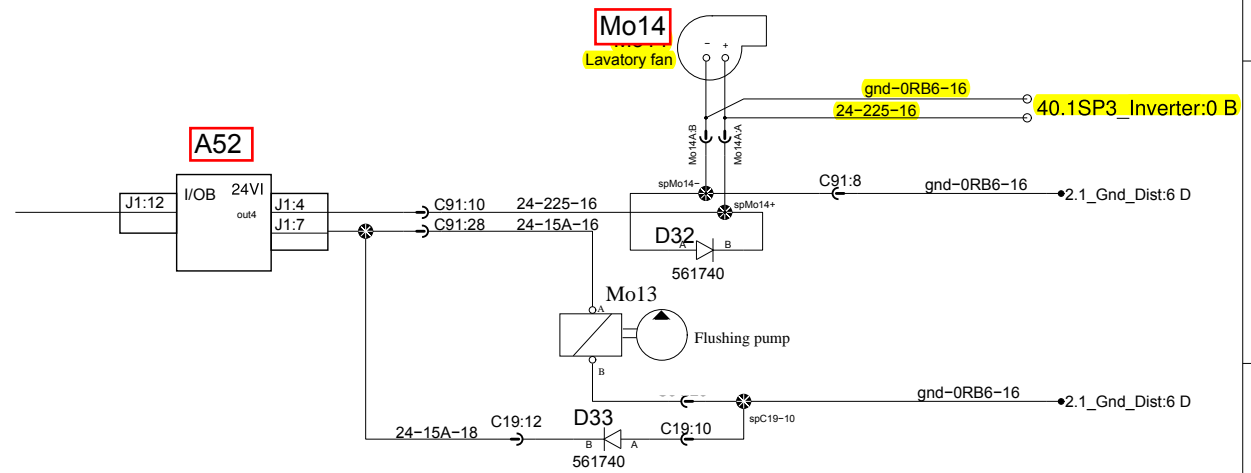 Mo14
Lavatory fan
− +
gnd−0RB6−16
24−225−16
40.1SP3_Inverter:0 B
Mo14A:B
Mo14A:A
A52
I/OB
24VI
out4
J1:12
J1:4
J1:7
C91:10
24−225−16
C91:28
24−15A−16
spMo14−
C91:8
gnd−0RB6−16
2.1_Gnd_Dist:6 D
spMo14+
D32
A
B
561740
Mo13
A
Flushing pump
B
gnd−0RB6−16
2.1_Gnd_Dist:6 D
spC19−10
24−15A−18
C19:12
D33
B
A
C19:10
561740